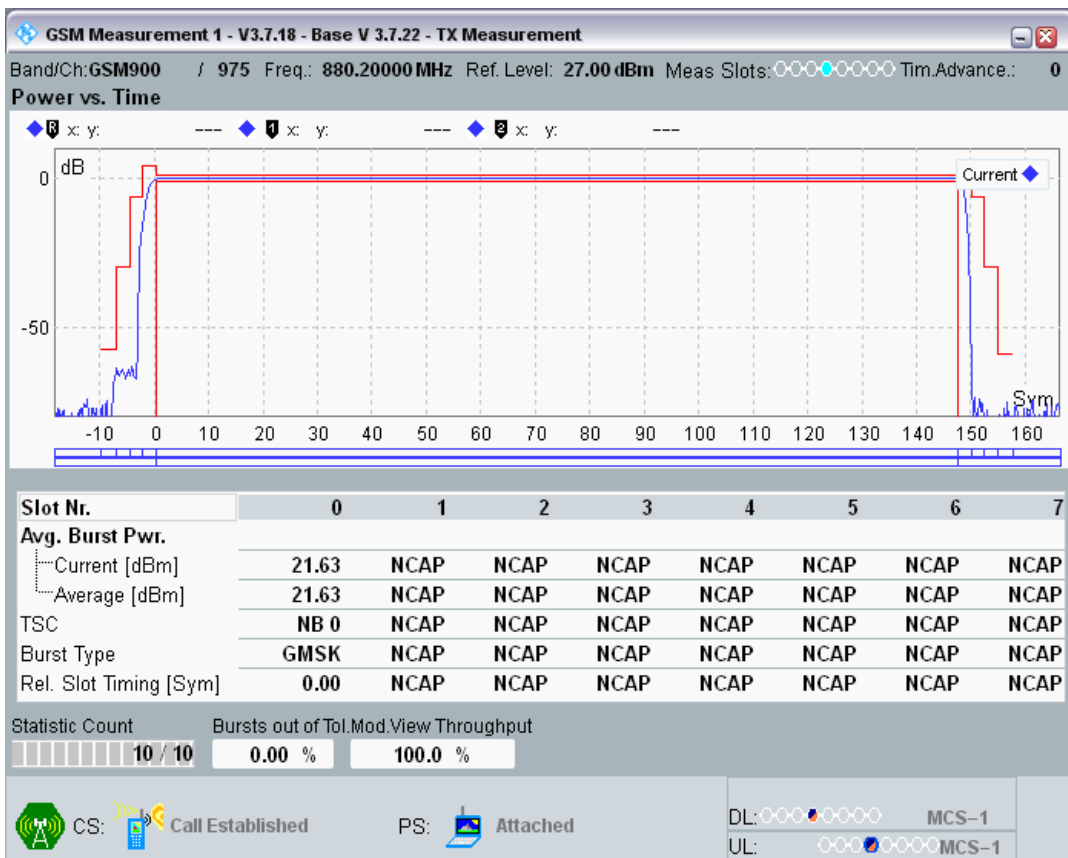 GSM Measurement 1 - V3.7.18 - Base V 3.7.22 - TX Measurement
Band/Ch:GSM900 / 975 Freq.: 880.20000 MHz Ref. Level: 27.00 dBm Meas Slots: Tim.Advance.: 0
Power vs. Time
R x: y: --- 1 x: y: --- 2 x: y: ---
dB
Current
0
-50
Sym
-10 0 10 20 30 40 50 60 70 80 90 100 110 120 130 140 150 160
Slot Nr. 0 1 2 3 4 5 6 7
Avg. Burst Pwr.
Current [dBm] 21.63 NCAP NCAP NCAP NCAP NCAP NCAP NCAP
Average [dBm] 21.63 NCAP NCAP NCAP NCAP NCAP NCAP NCAP
TSC NB 0 NCAP NCAP NCAP NCAP NCAP NCAP NCAP
Burst Type GMSK NCAP NCAP NCAP NCAP NCAP NCAP NCAP
Rel. Slot Timing [Sym] 0.00 NCAP NCAP NCAP NCAP NCAP NCAP NCAP
Statistic Count Bursts out of Tol.Mod.View Throughput
10 / 10 0.00 % 100.0 %
CS: Call Established PS: Attached
DL: MCS-1
UL: MCS-1